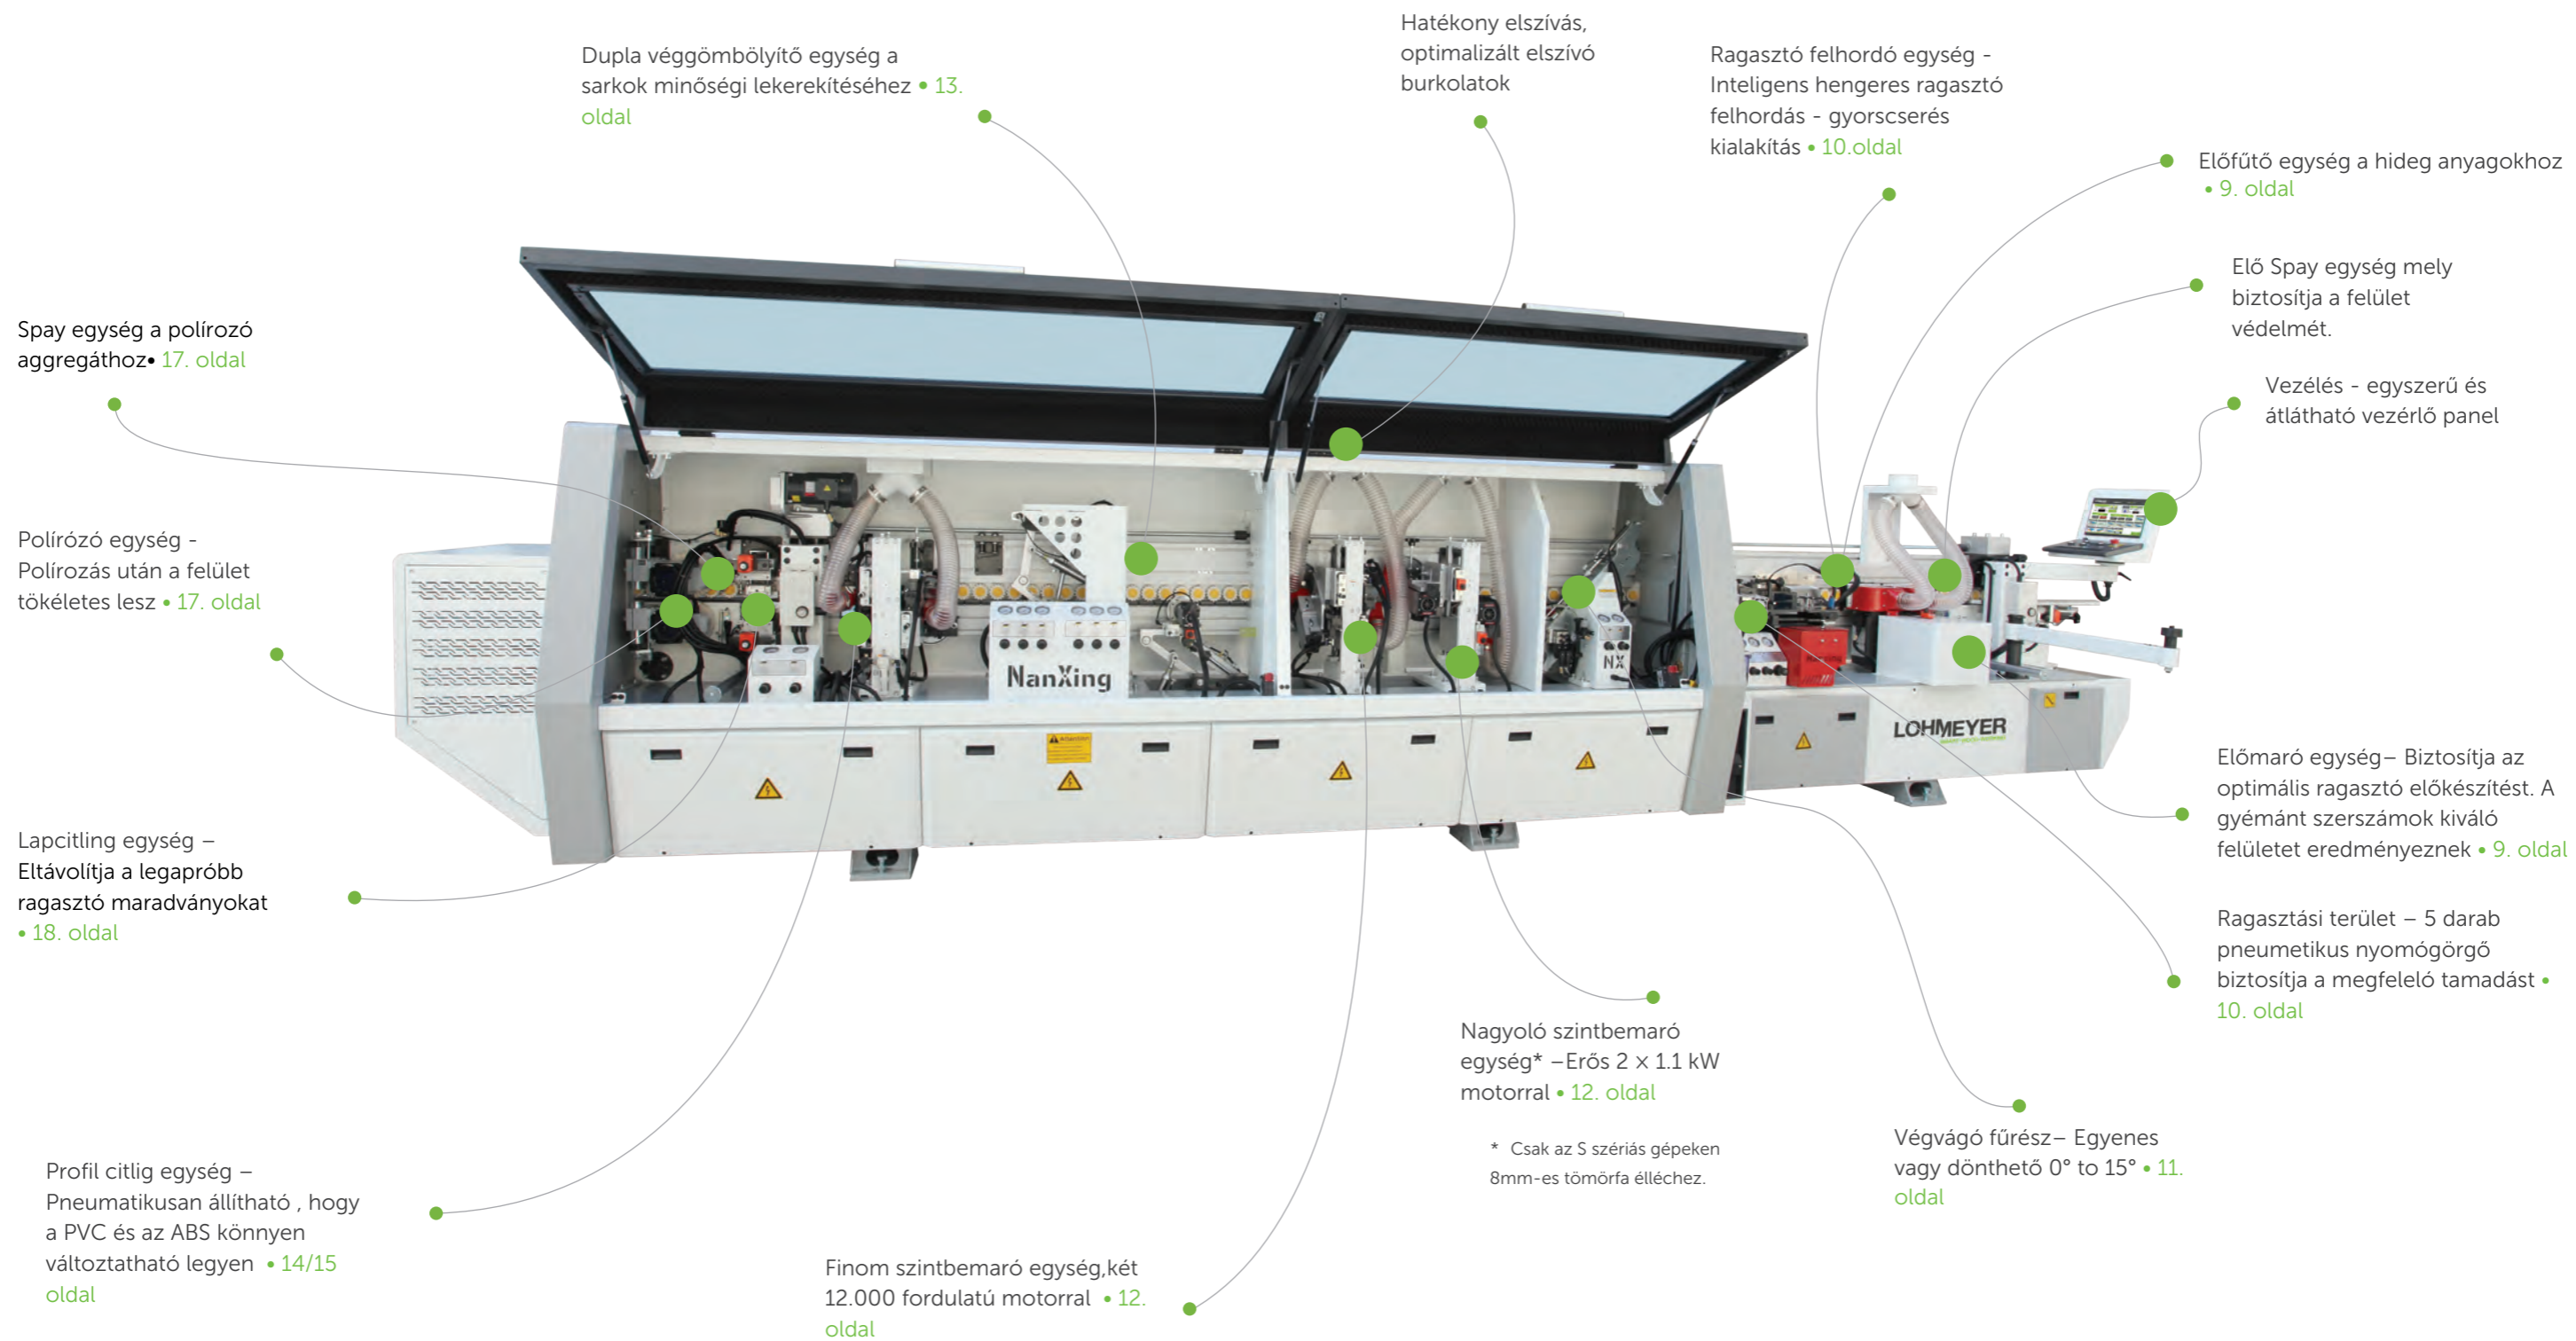 Hatékony elszívás,
optimalizált elszívó
burkolatok
Dupla véggömbölyítő egység a
sarkok minőségi lekerekítéséhez • 13.
oldal
Ragasztó felhordó egység -
Inteligens hengeres ragasztó
felhordás - gyorscserés
kialakítás • 10.oldal
Előfűtő egység a hideg anyagokhoz
• 9. oldal
Elő Spay egység mely
biztosítja a felület
védelmét.
Vezélés - egyszerű és
átlátható vezérlő panel
Spay egység a polírozó
aggregáthoz• 17. oldal
Polírózó egység -
Polírozás után a felület
tökéletes lesz • 17. oldal
NanXing
NX
LOHMEYER
Előmaró egység– Biztosítja az
optimális ragasztó előkészítést. A
gyémánt szerszámok kiváló
felületet eredményeznek • 9. oldal
Lapcitling egység –
Eltávolítja a legapróbb
ragasztó maradványokat
• 18. oldal
Ragasztási terület – 5 darab
pneumetikus nyomógörgő
biztosítja a megfeleló tamadást •
10. oldal
Nagyoló szintbemaró
egység* –Erős 2 × 1.1 kW
motorral • 12. oldal
* Csak az S szériás gépeken
8mm-es tömörfa élléchez.
Végvágó fűrész– Egyenes
vagy dönthető 0° to 15° • 11.
oldal
Profil citlig egység –
Pneumatikusan állítható , hogy
a PVC és az ABS könnyen
változtatható legyen • 14/15
oldal
Finom szintbemaró egység,két
12.000 fordulatú motorral • 12.
oldal